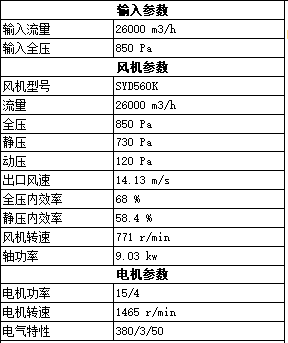 输入参数
输入流量 26000 m3/h
输入全压 850 Pa
风机参数
风机型号 SYD560K
流量 26000 m3/h
全压 850 Pa
静压 730 Pa
动压 120 Pa
出口风速 14.13 m/s
全压内效率 68 %
静压内效率 58.4 %
风机转速 771 r/min
轴功率 9.03 kw
电机参数
电机功率 15/4
电机转速 1465 r/min
电气特性 380/3/50